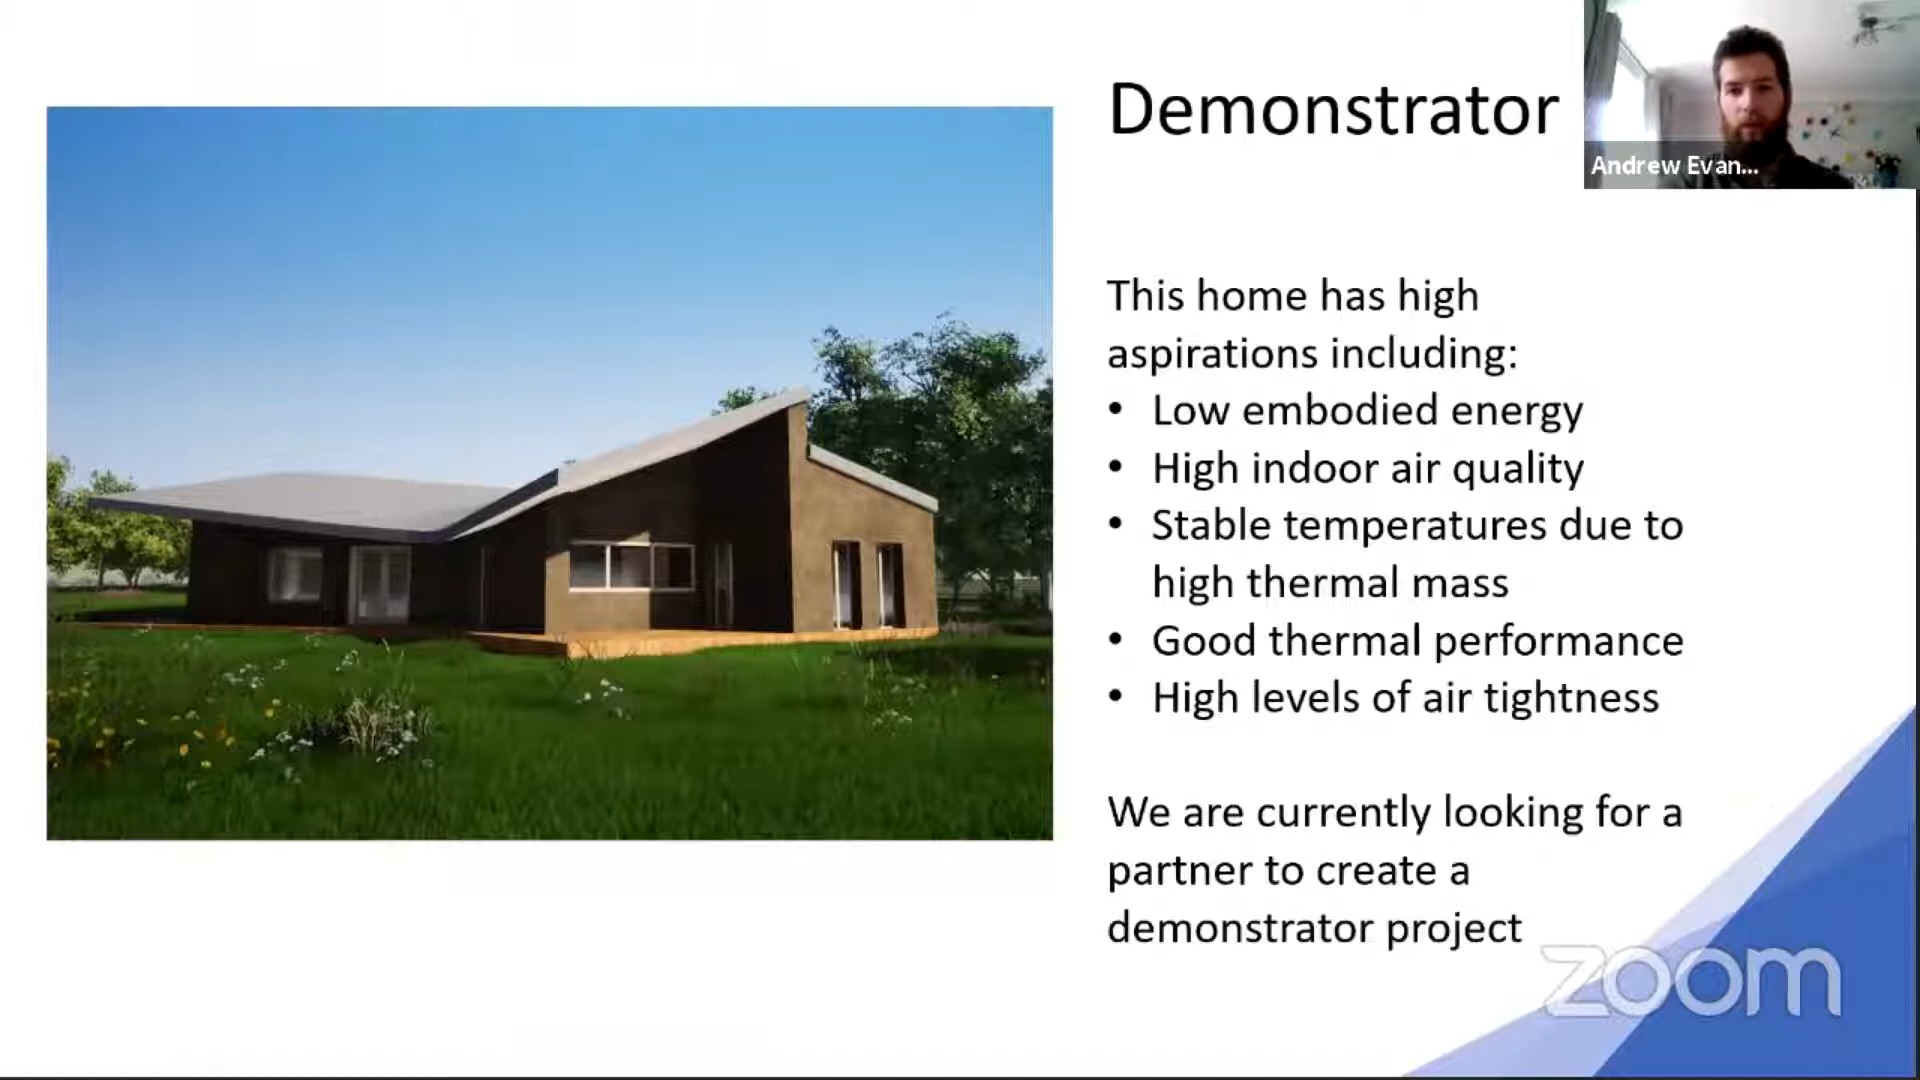 Demonstrator
Andrew Evan...
This home has high
aspirations including:
• Low embodied energy
• High indoor air quality
• Stable temperatures due to
high thermal mass
• Good thermal performance
• High levels of air tightness
We are currently looking for a
partner to create a
demonstrator project
zoom